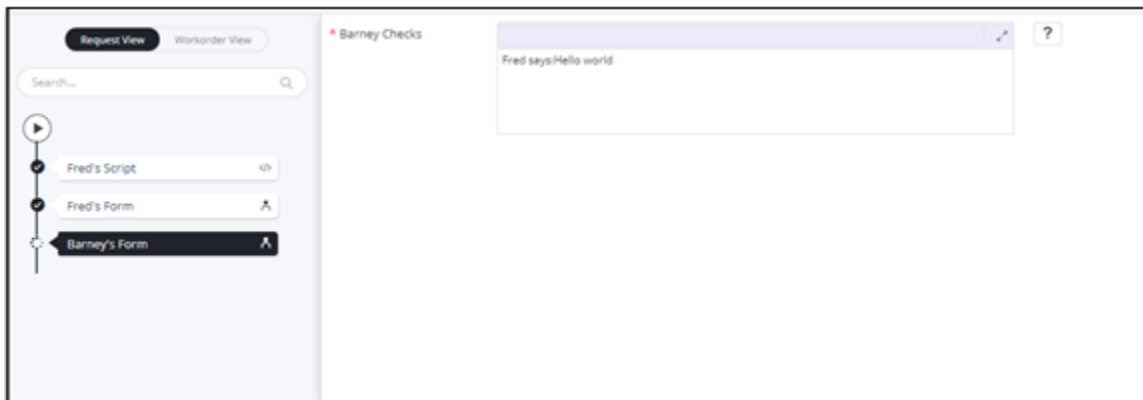 Request View
Workorder View
Search...
Fred's Script
</>
Fred's Form
Barney's Form
* Barney Checks
?
Fred says:Hello world